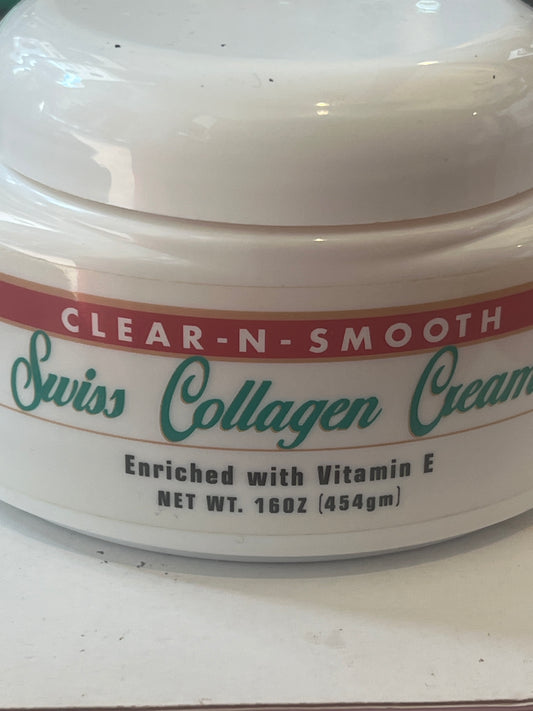 CLEAR-N-SMOOTH
Swiss Collagen Cream
Enriched with Vitamin E
NET WT. 16OZ (454gm)